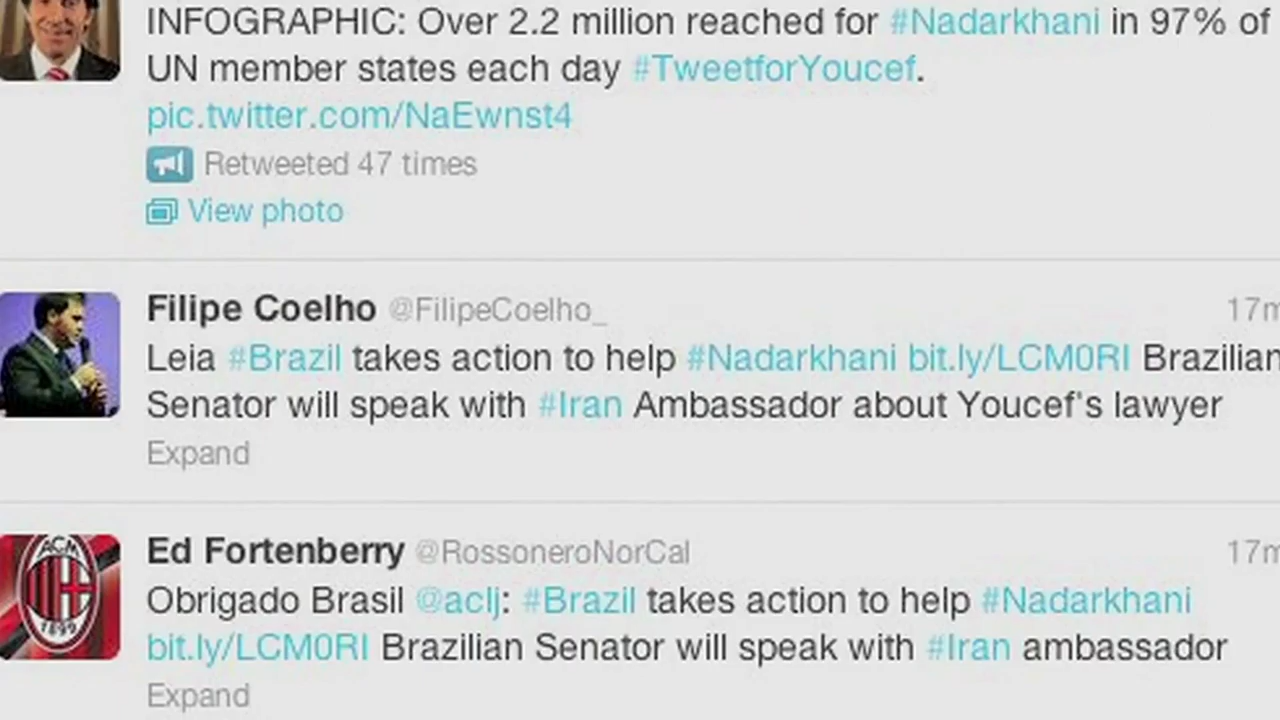 INFOGRAPHIC: Over 2.2 million reached for #Nadarkhani in 97% of
UN member states each day #TweetforYoucef.
pic.twitter.com/NaEwnst4
Retweeted 47 times
View photo
Filipe Coelho @FilipeCoelho_ 17m
Leia #Brazil takes action to help #Nadarkhani bit.ly/LCM0RI Brazilian
Senator will speak with #Iran Ambassador about Youcef's lawyer
Expand
ACM
1899
Ed Fortenberry @RossoneroNorCal 17m
Obrigado Brasil @aclj: #Brazil takes action to help #Nadarkhani
bit.ly/LCM0RI Brazilian Senator will speak with #Iran ambassador
Expand